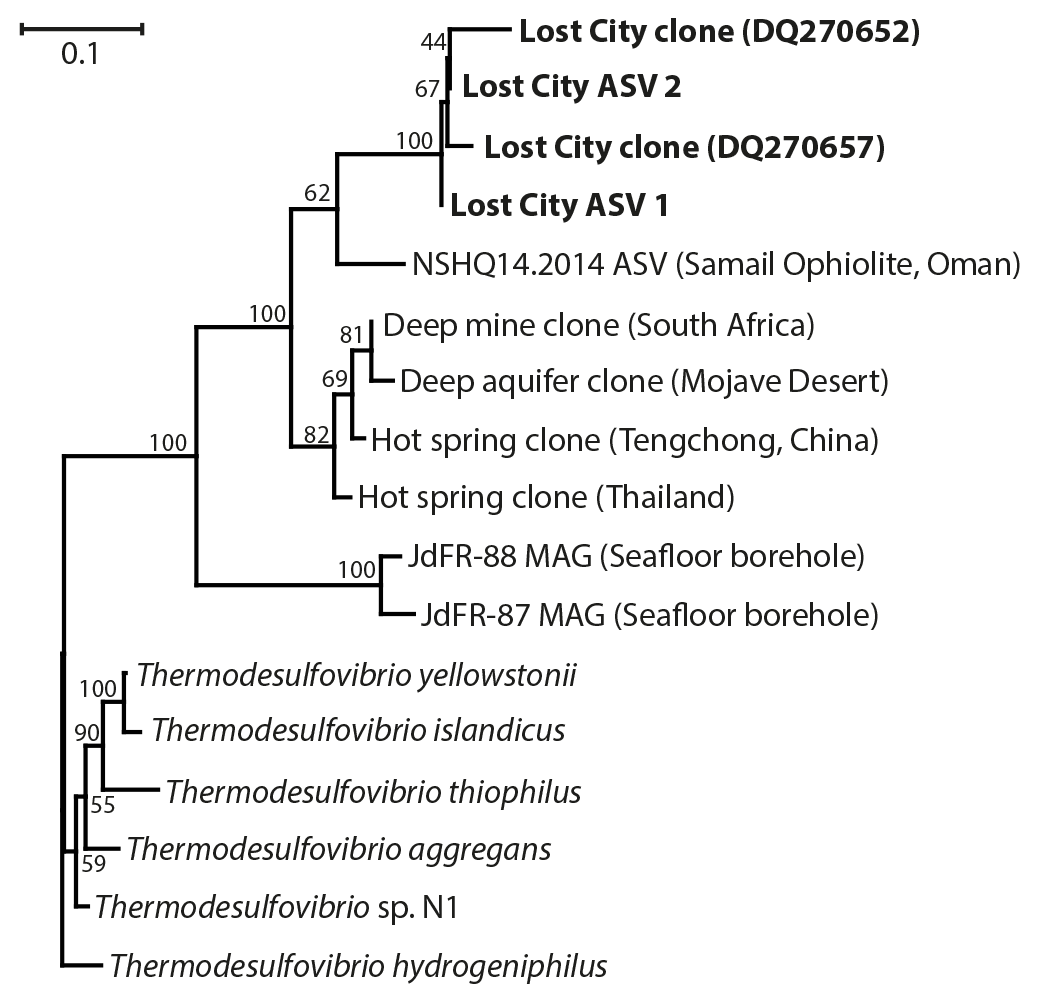 0.1
44
Lost City clone (DQ270652)
67
Lost City ASV 2
100
Lost City clone (DQ270657)
Lost City ASV 1
62
NSHQ14.2014 ASV (Samail Ophiolite, Oman)
100
Deep mine clone (South Africa)
81
Deep aquifer clone (Mojave Desert)
69
Hot spring clone (Tengchong, China)
82
100
Hot spring clone (Thailand)
JdFR-88 MAG (Seafloor borehole)
100
JdFR-87 MAG (Seafloor borehole)
Thermodesulfovibrio yellowstonii
100
Thermodesulfovibrio islandicus
90
Thermodesulfovibrio thiophilus
55
Thermodesulfovibrio aggregans
59
Thermodesulfovibrio sp. N1
Thermodesulfovibrio hydrogeniphilus